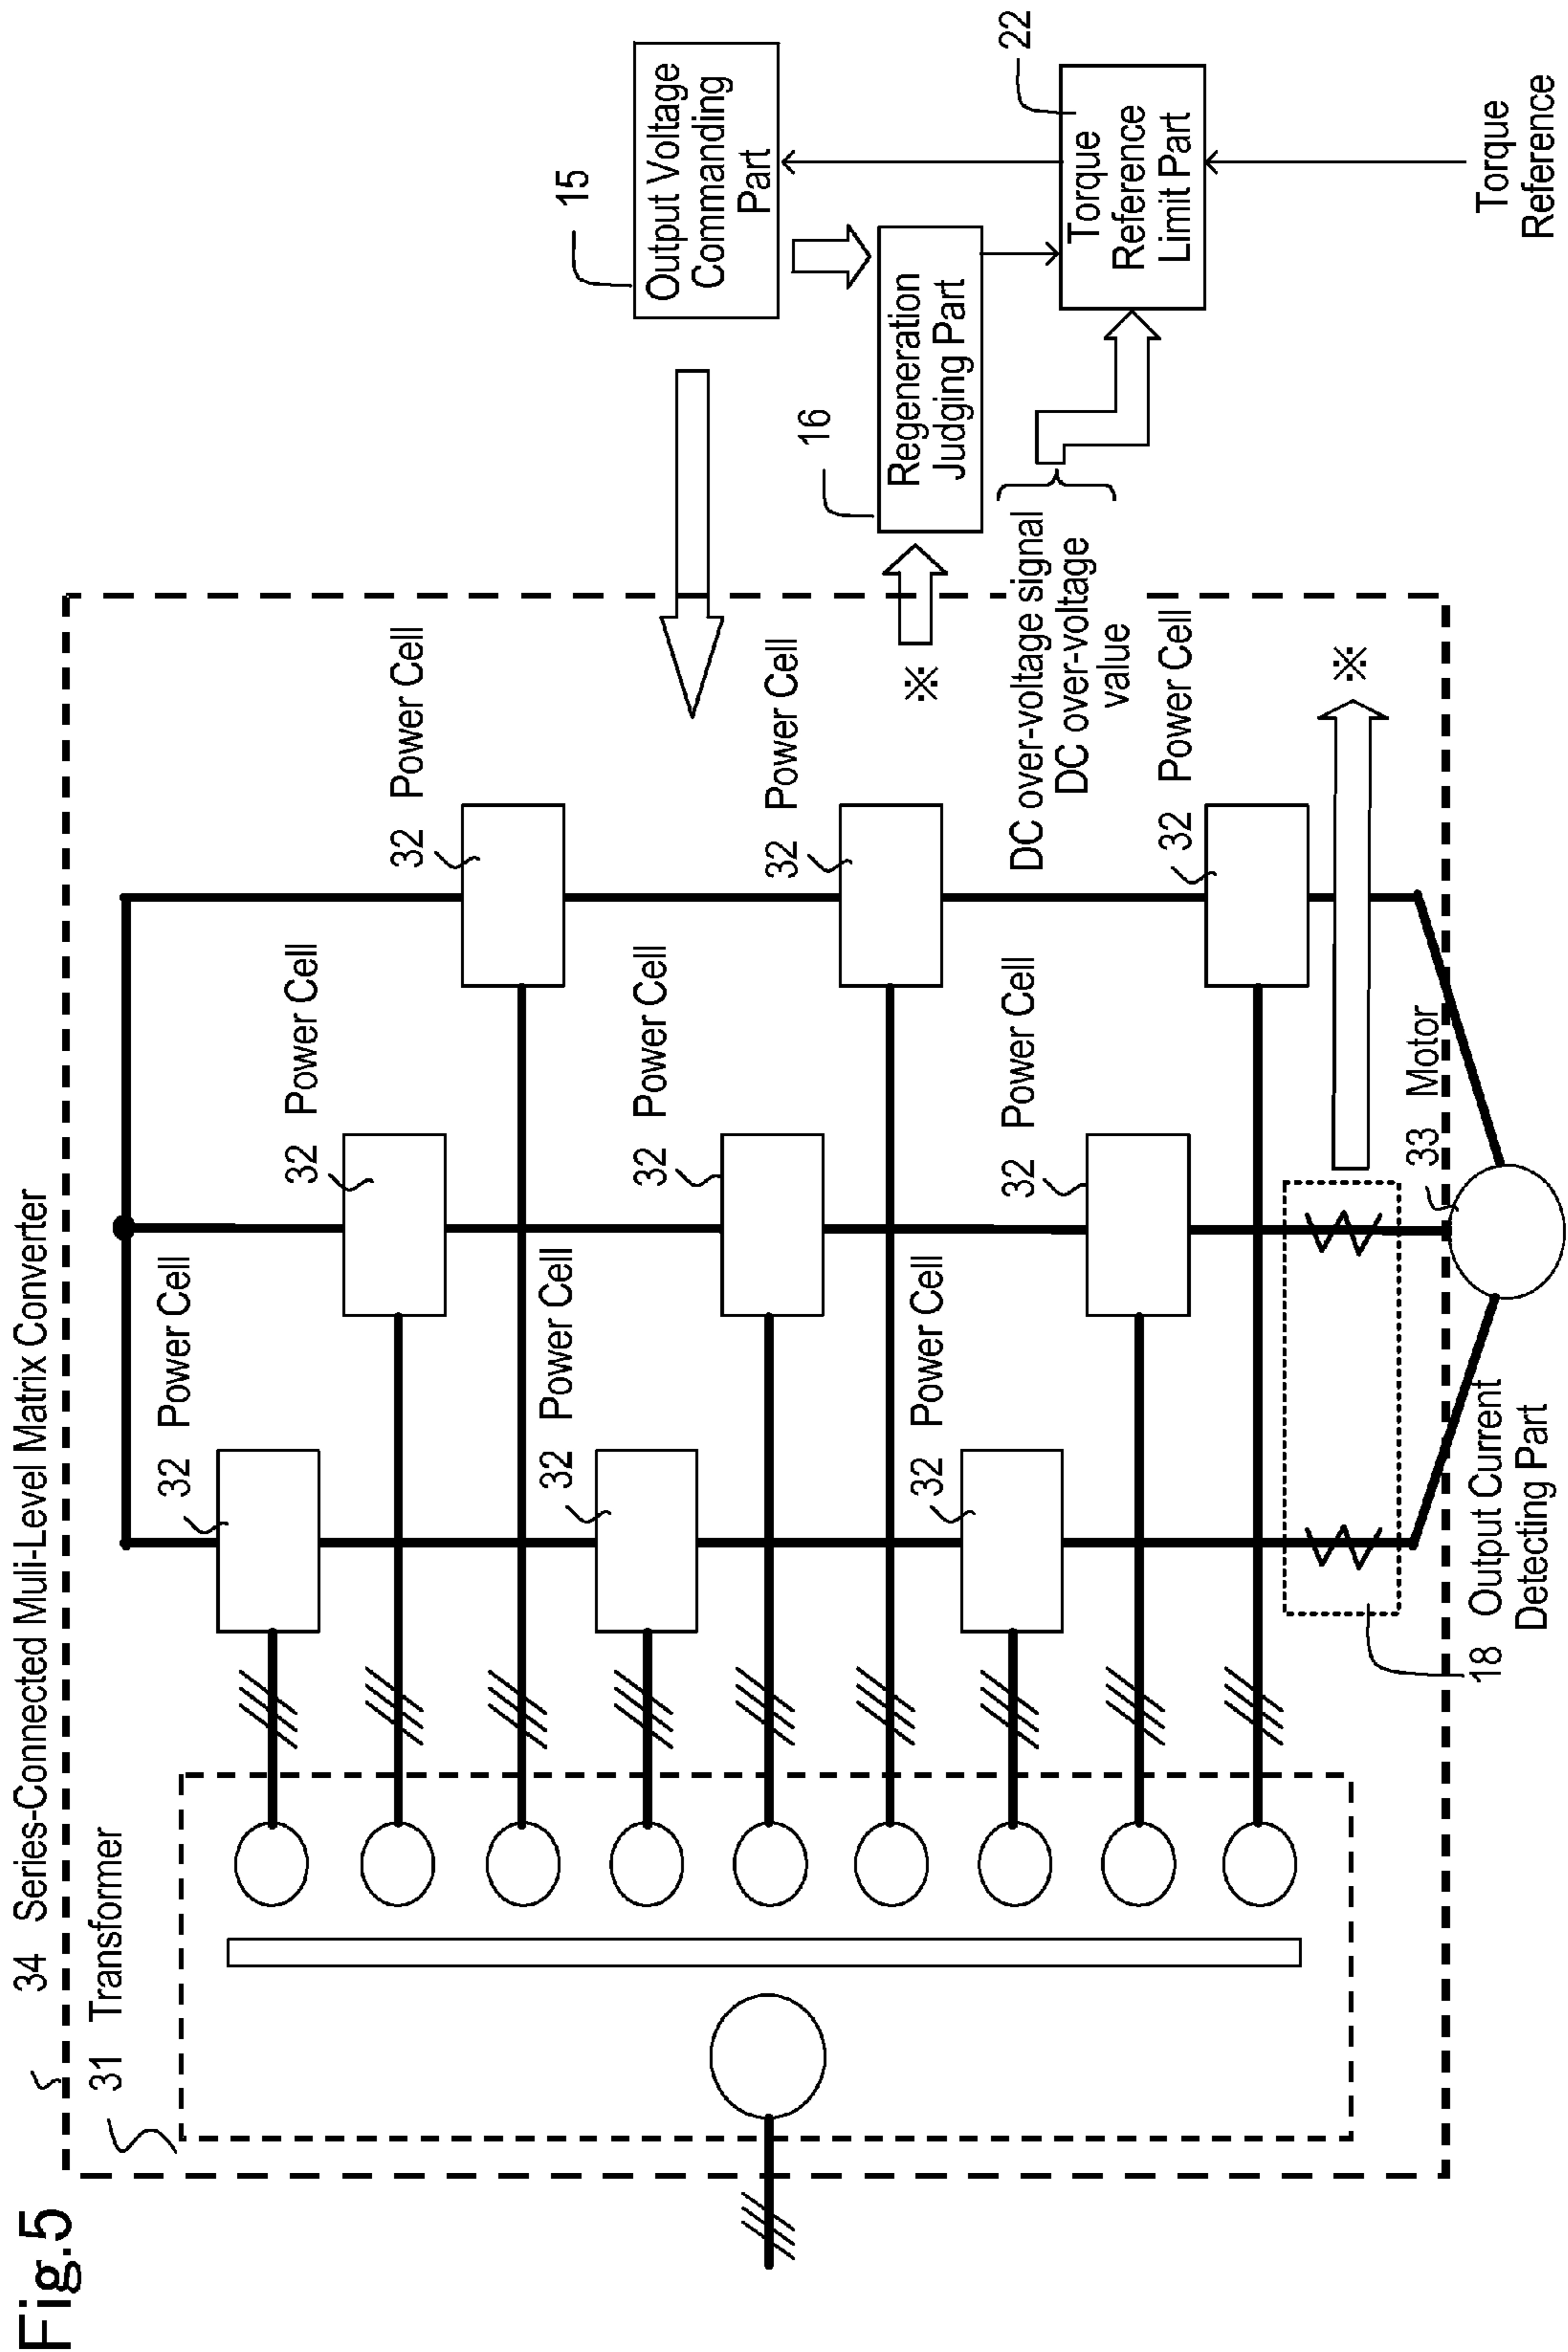 Fig.5
34 Series-Connected Muli-Level Matrix Converter
31 Transformer
32 Power Cell
32 Power Cell
32 Power Cell
32 Power Cell
32 Power Cell
32 Power Cell
32 Power Cell
32 Power Cell
32 Power Cell
18 Output Current
Detecting Part
33 Motor
※
※
DC over-voltage signal
DC over-voltage
value
15
Output Voltage
Commanding
Part
16
Regeneration
Judging Part
22
Torque
Reference
Limit Part
Torque
Reference